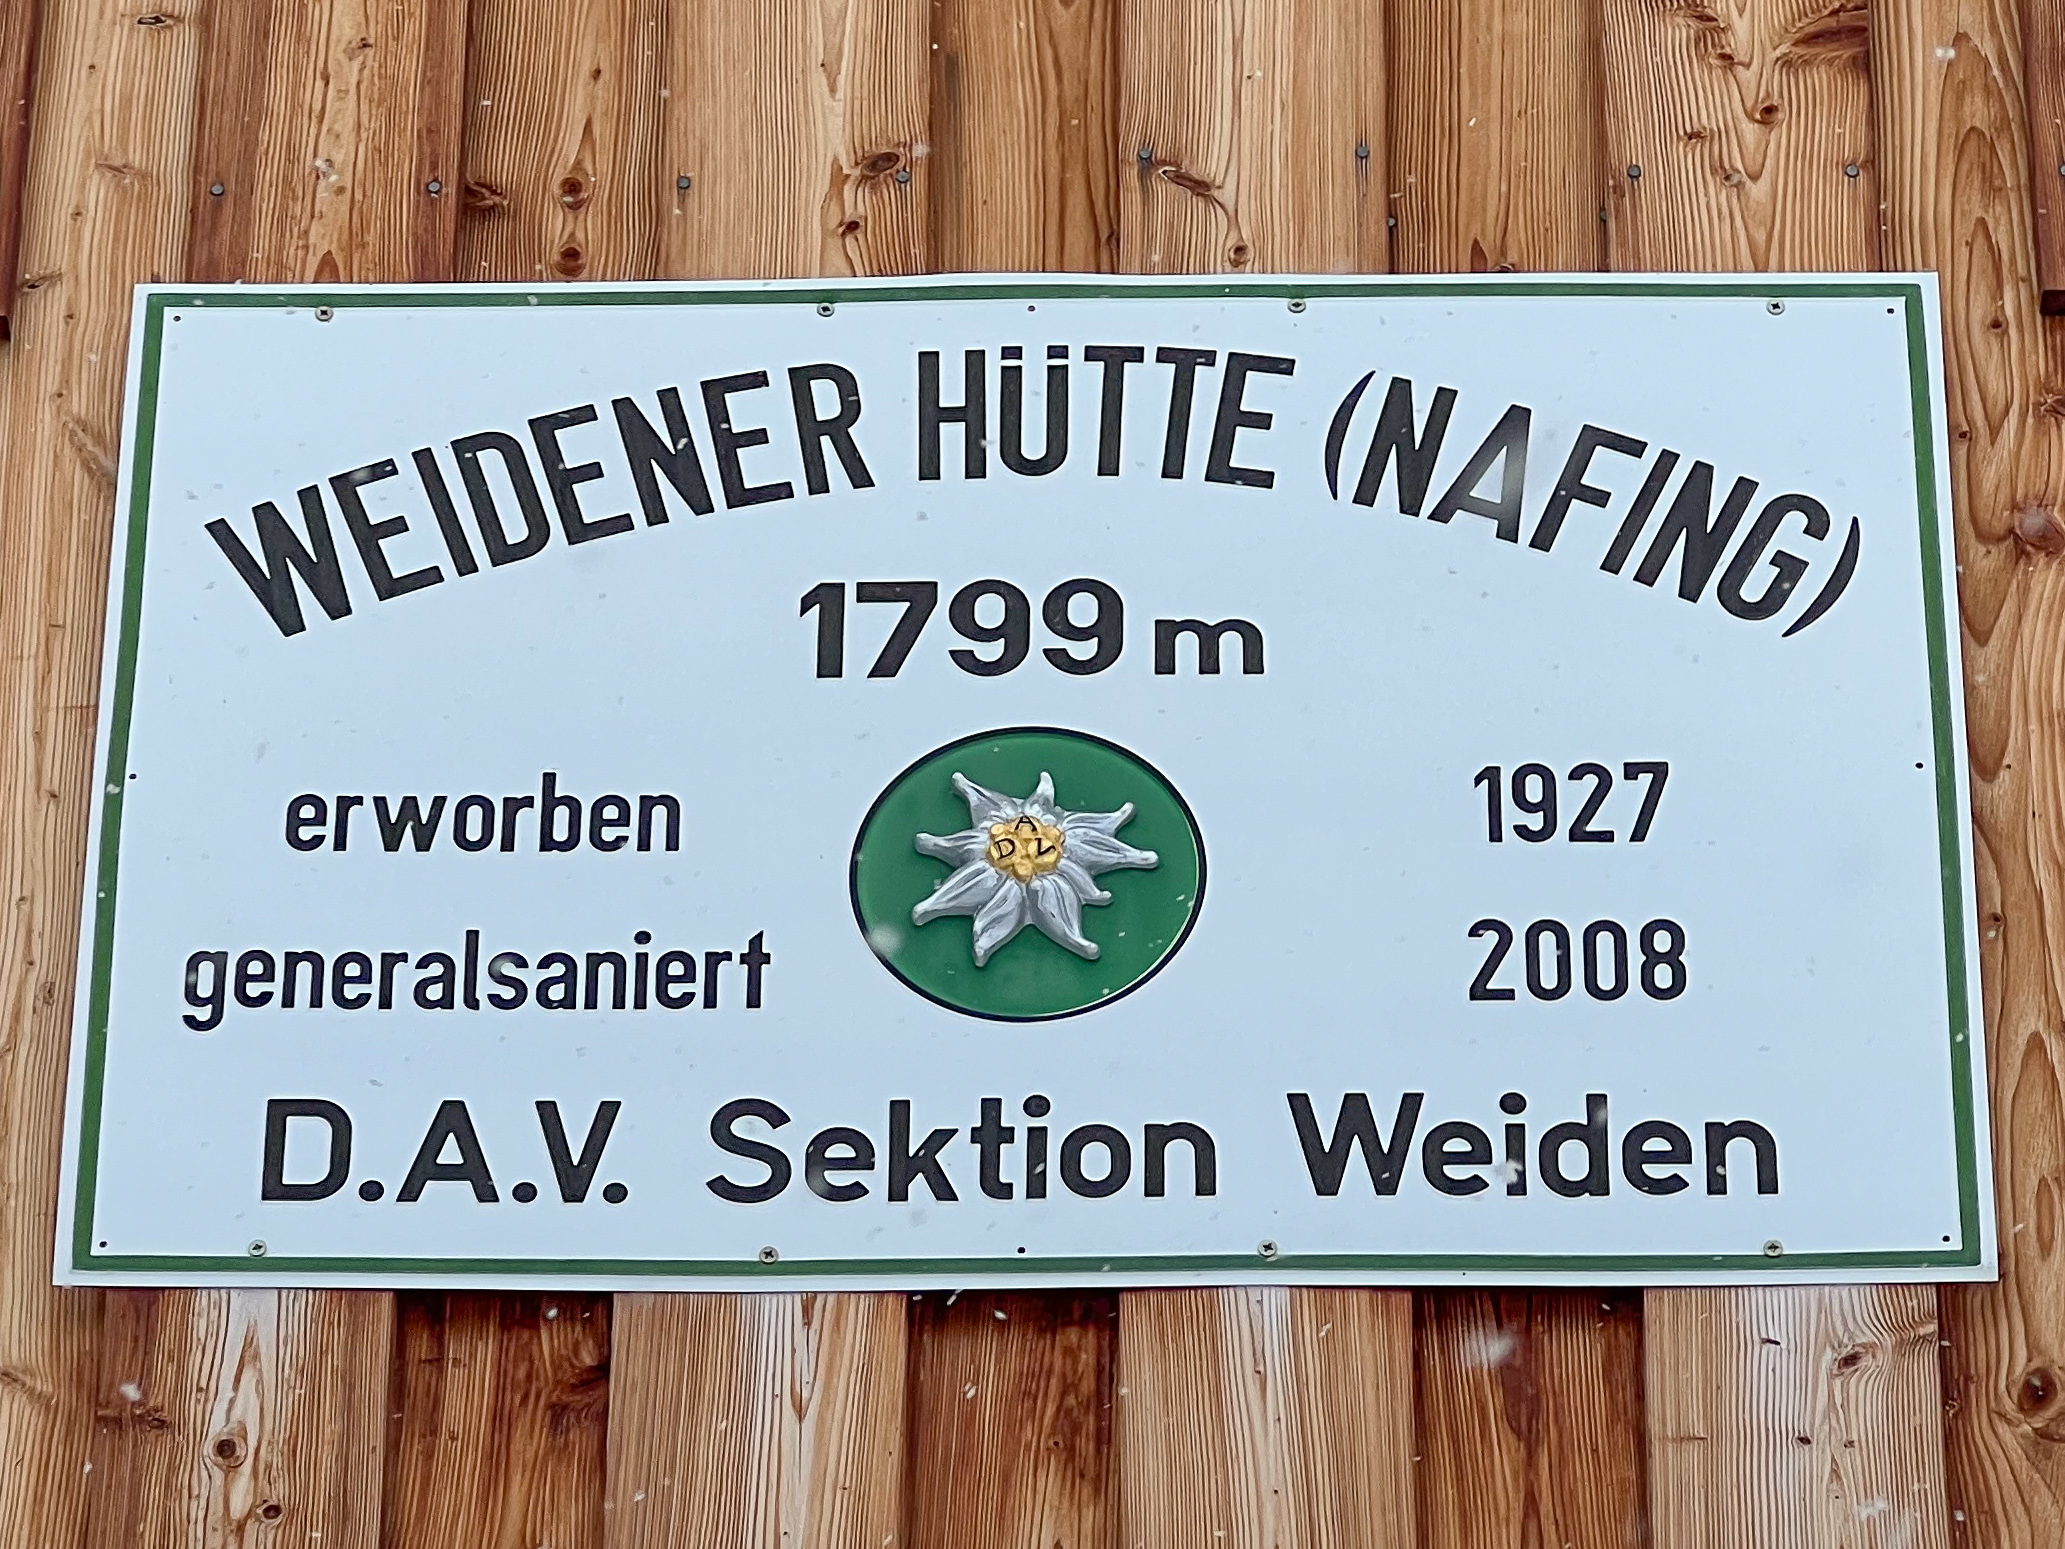 WEIDENER HÜTTE (NAFING)
1799 m
erworben 1927
generalsaniert 2008
A
D V
D.A.V. Sektion Weiden